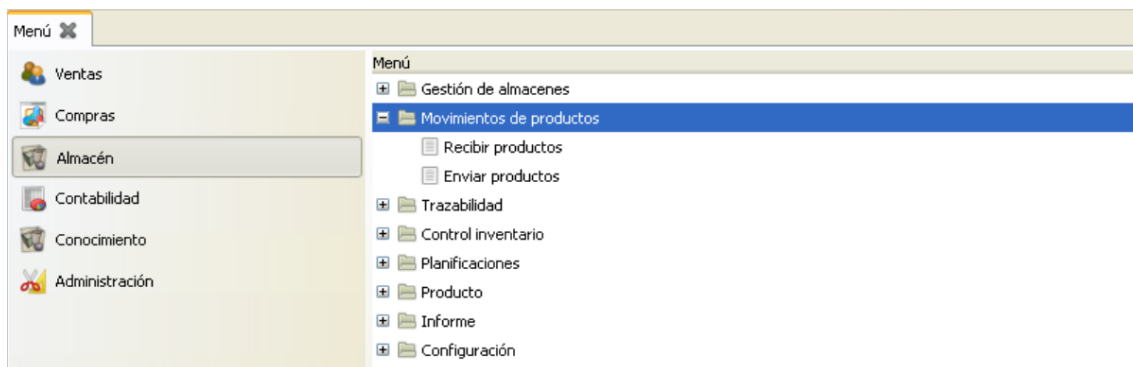 Menú
Ventas
Compras
Almacén
Contabilidad
Conocimiento
Administración
Menú
Gestión de almacenes
Movimientos de productos
Recibir productos
Enviar productos
Trazabilidad
Control inventario
Planificaciones
Producto
Informe
Configuración